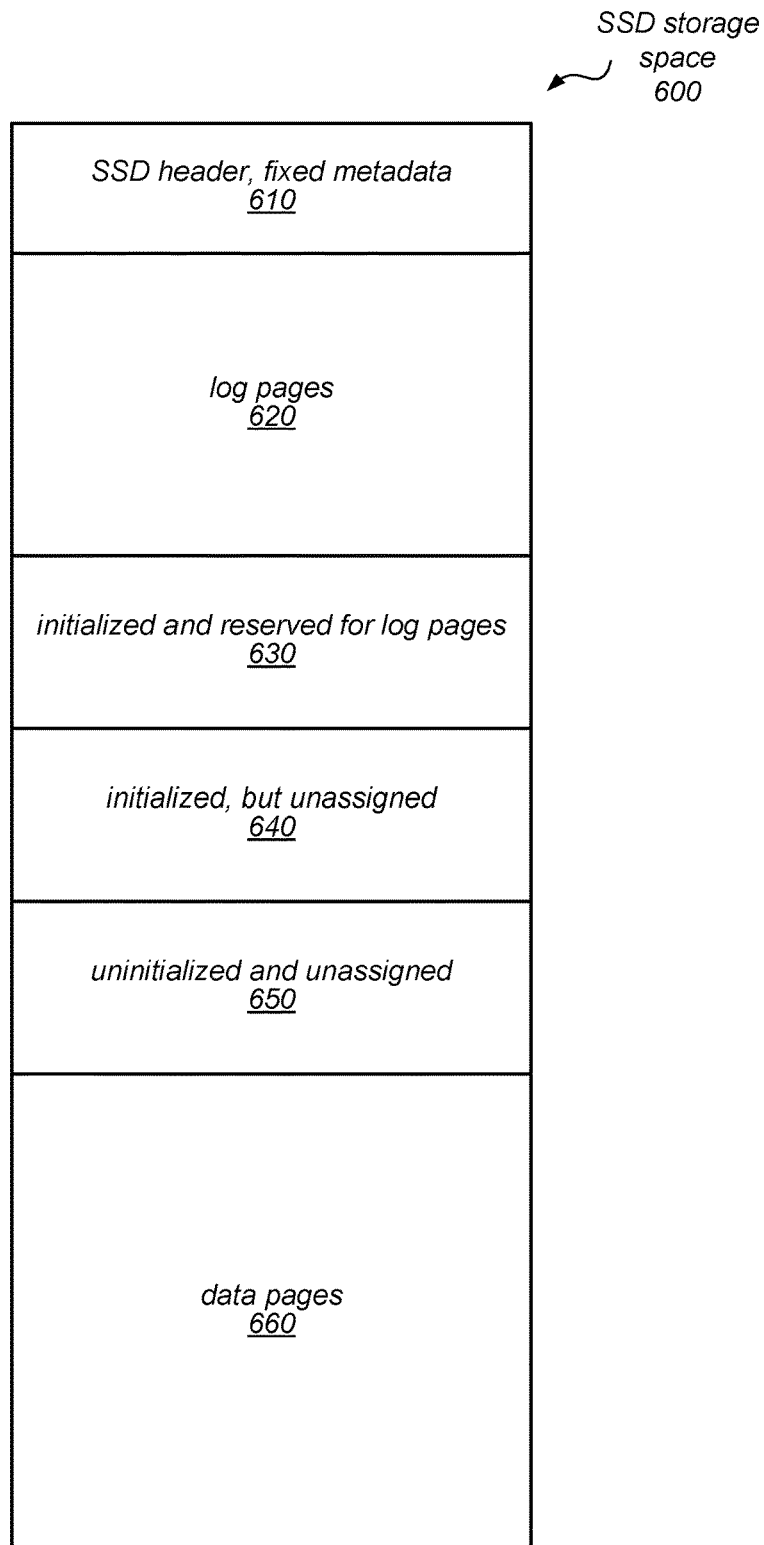 SSD storage
space
600
SSD header, fixed metadata
610
log pages
620
initialized and reserved for log pages
630
initialized, but unassigned
640
uninitialized and unassigned
650
data pages
660